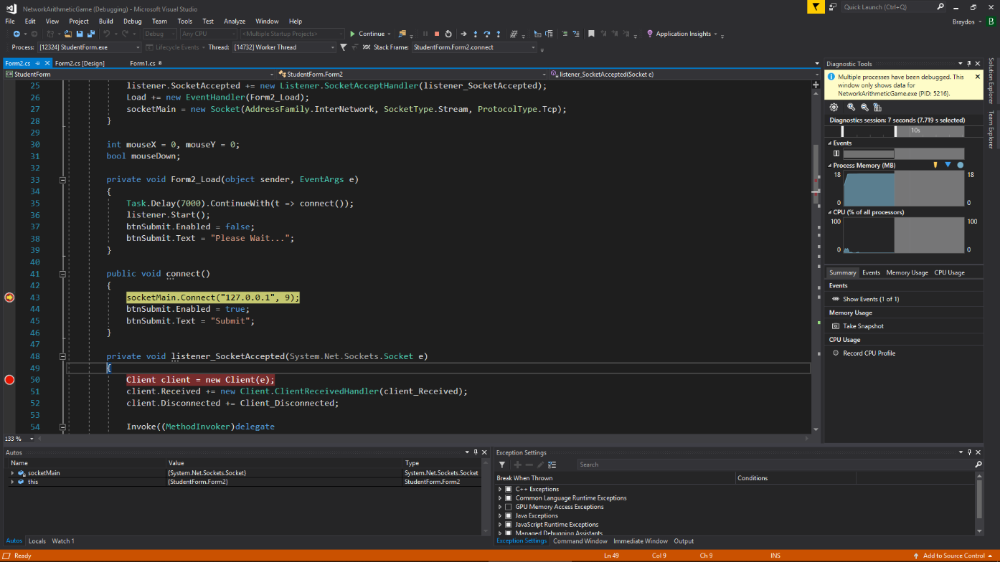 NetworkArithmeticGame (Debugging) - Microsoft Visual Studio
Quick Launch (Ctrl+Q)
File Edit View Project Build Debug Team Tools Test Analyze Window Help
Braydos B
Debug Any CPU <Multiple Startup Projects> Continue Application Insights
Process: [12324] StudentForm.exe Lifecycle Events Thread: [14732] Worker Thread Stack Frame: StudentForm.Form2.connect
Form2.cs Form2.cs [Design] Form1.cs
StudentForm StudentForm.Form2 listener_SocketAccepted(Socket e)
25 listener.SocketAccepted += new Listener.SocketAcceptHandler(listener_SocketAccepted);
26 Load += new EventHandler(Form2_Load);
27 socketMain = new Socket(AddressFamily.InterNetwork, SocketType.Stream, ProtocolType.Tcp);
28 }
29
30 int mouseX = 0, mouseY = 0;
31 bool mouseDown;
32
33 private void Form2_Load(object sender, EventArgs e)
34 {
35 Task.Delay(7000).ContinueWith(t => connect());
36 listener.Start();
37 btnSubmit.Enabled = false;
38 btnSubmit.Text = "Please Wait...";
39 }
40
41 public void connect()
42 {
43 socketMain.Connect("127.0.0.1", 9);
44 btnSubmit.Enabled = true;
45 btnSubmit.Text = "Submit";
46 }
47
48 private void listener_SocketAccepted(System.Net.Sockets.Socket e)
49 {
50 Client client = new Client(e);
51 client.Received += new Client.ClientReceivedHandler(client_Received);
52 client.Disconnected += Client_Disconnected;
53
54 Invoke((MethodInvoker)delegate
133 %
Diagnostic Tools
Multiple processes have been debugged. This
window only shows data for
NetworkArithmeticGame.exe (PID: 5216).
Diagnostics session: 7 seconds (7.719 s selected)
10s
Events
Process Memory (MB)
18 18
0 0
CPU (% of all processors)
100 100
0 0
Summary Events Memory Usage CPU Usage
Events
Show Events (1 of 1)
Memory Usage
Take Snapshot
CPU Usage
Record CPU Profile
Solution Explorer
Team Explorer
Autos
Name Value Type
socketMain {System.Net.Sockets.Socket} System.Net.Sockets.Socket
this {StudentForm.Form2} StudentForm.Form2
Autos Locals Watch 1
Exception Settings
Search
Break When Thrown Conditions
C++ Exceptions
Common Language Runtime Exceptions
GPU Memory Access Exceptions
Java Exceptions
JavaScript Runtime Exceptions
Managed Debugging Assistants
Exception Settings Command Window Immediate Window Output
Ready Ln 49 Col 9 Ch 9 INS Add to Source Control